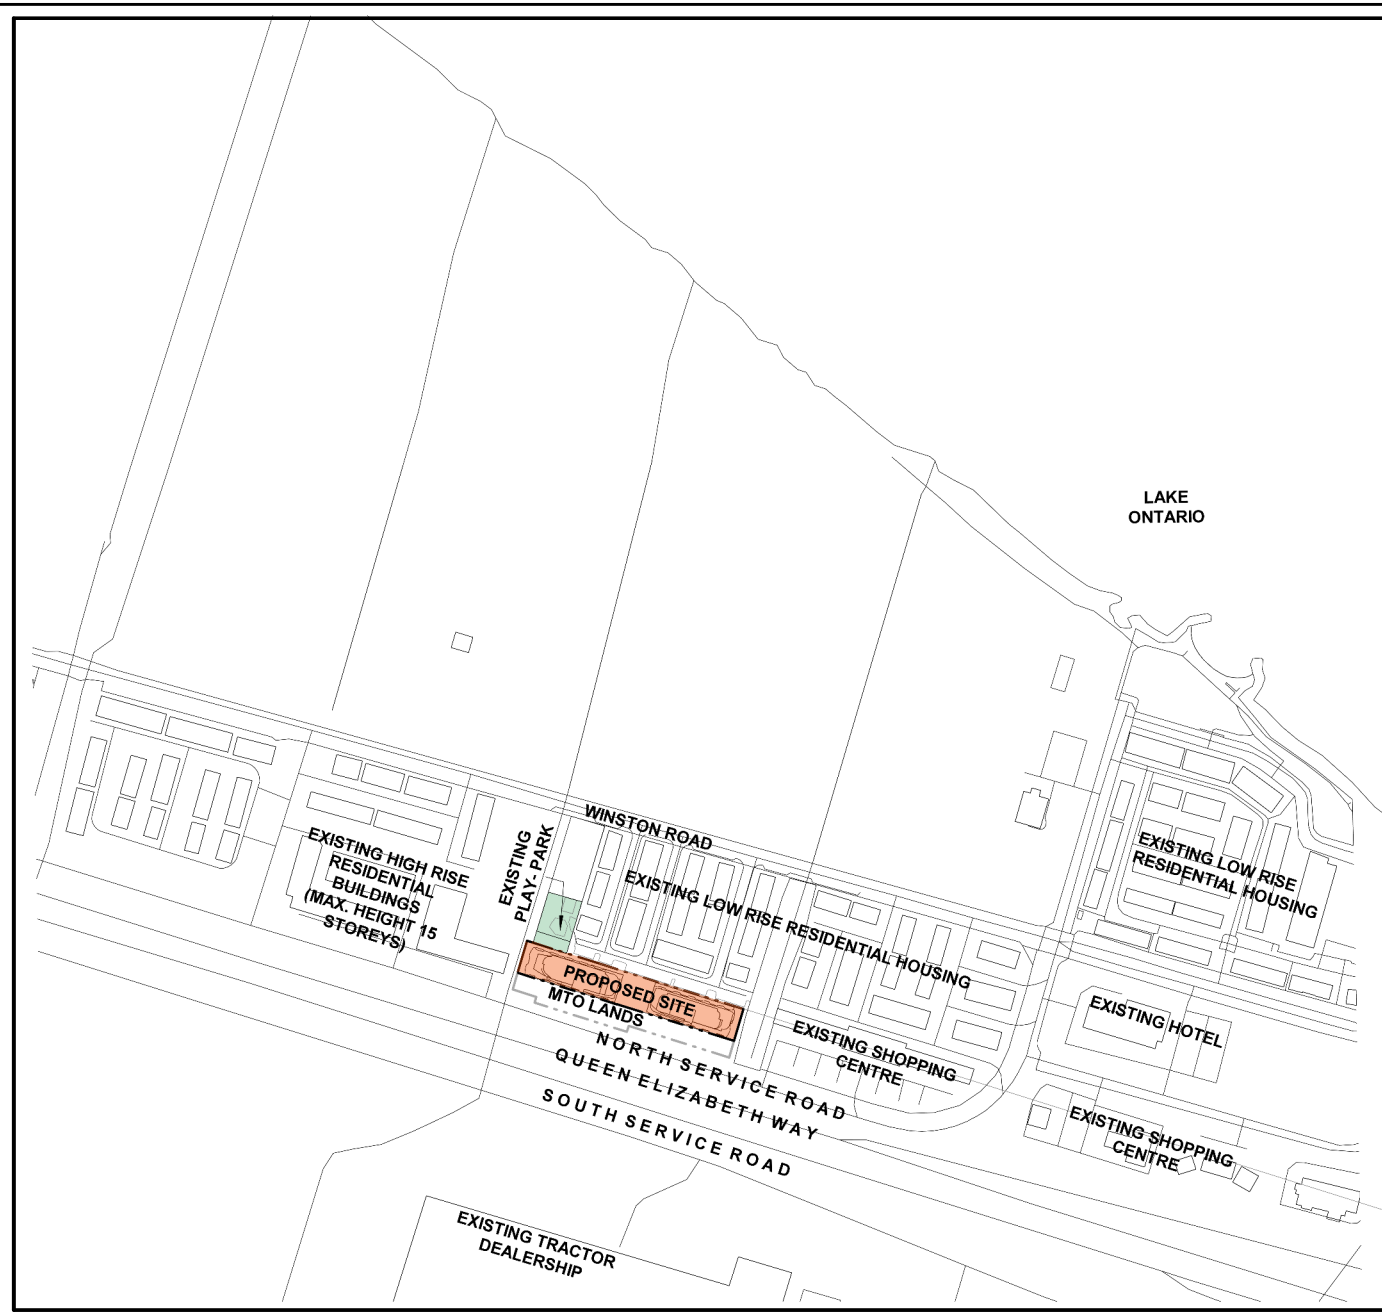 LAKE
ONTARIO
WINSTON ROAD
EXISTING
PLAY- PARK
EXISTING HIGH RISE
RESIDENTIAL
BUILDINGS
(MAX. HEIGHT 15
STOREYS)
EXISTING LOW RISE RESIDENTIAL HOUSING
EXISTING LOW RISE
RESIDENTIAL HOUSING
PROPOSED SITE
MTO LANDS
EXISTING HOTEL
EXISTING SHOPPING
CENTRE
NORTH SERVICE ROAD
QUEEN ELIZABETH WAY
SOUTH SERVICE ROAD
EXISTING SHOPPING
CENTRE
EXISTING TRACTOR
DEALERSHIP